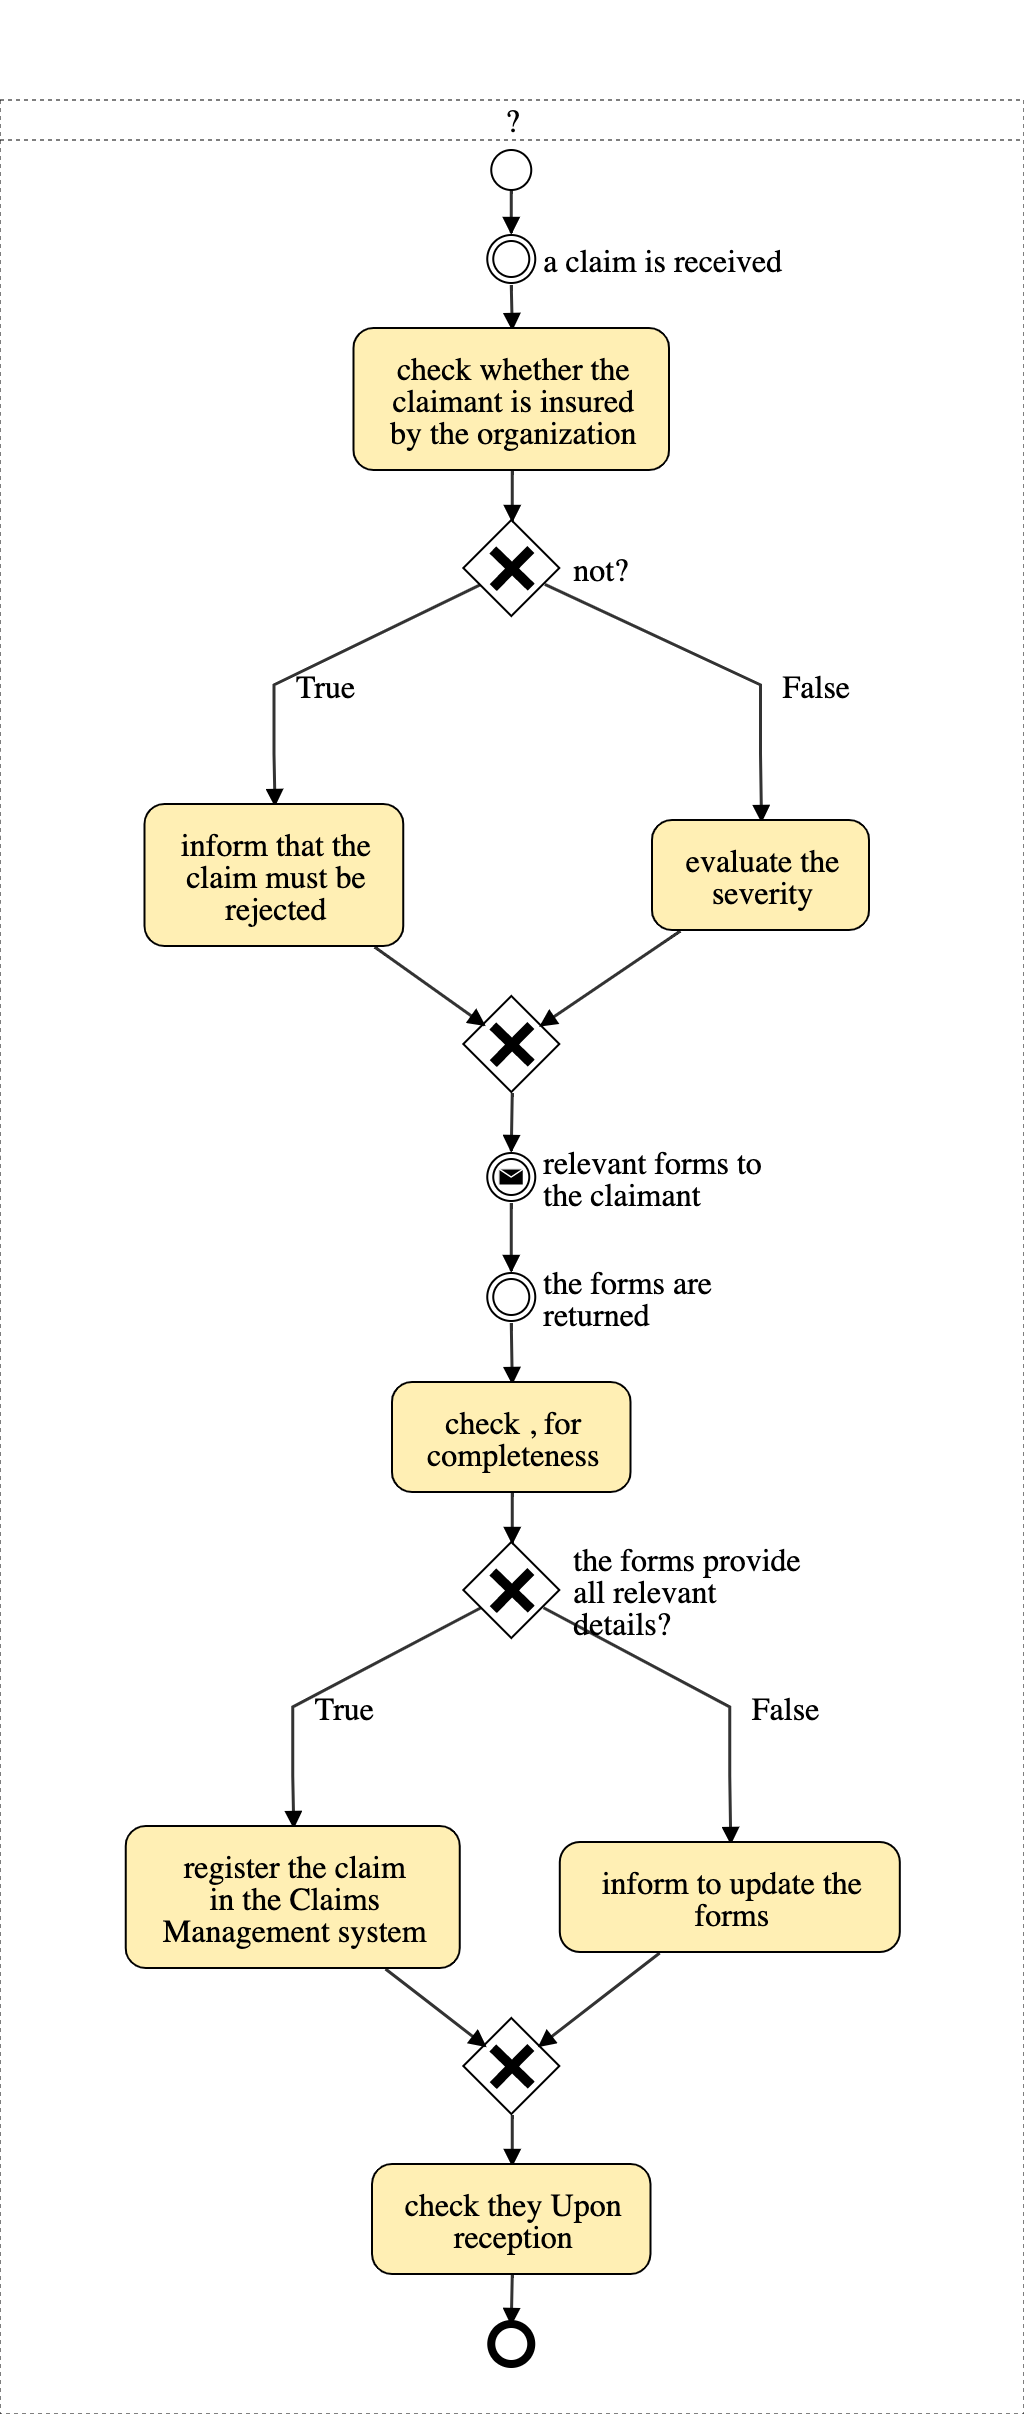 ?
a claim is received
check whether the
claimant is insured
by the organization
not?
True
False
inform that the
claim must be
rejected
evaluate the
severity
relevant forms to
the claimant
the forms are
returned
check , for
completeness
the forms provide
all relevant
details?
True
False
register the claim
in the Claims
Management system
inform to update the
forms
check they Upon
reception